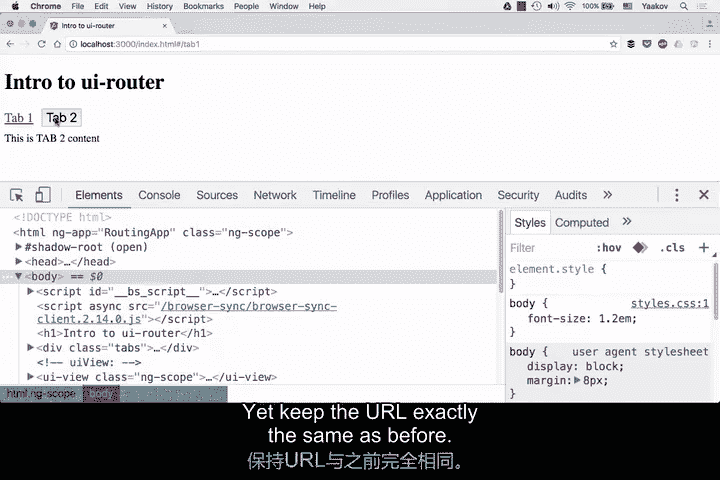 Chrome File Edit View History Bookmarks People Window Help 100% Yaakov
Intro to ui-router
localhost:3000/index.html#/tab1
Intro to ui-router
Tab 1 Tab 2
This is TAB 2 content
Elements Console Sources Network Timeline Profiles Application Security Audits »
<!DOCTYPE html>
<html ng-app="RoutingApp" class="ng-scope">
▶#shadow-root (open)
▶<head>…</head>
…▼<body> == $0
▶<script id="__bs_script__">…</script>
<script async src="/browser-sync/browser-sync-
client.2.14.0.js"></script>
<h1>Intro to ui-router</h1>
▶<div class="tabs">…</div>
<!-- uiView: -->
▶<ui-view class="ng-scope">…</ui-view>
html.ng-scope body
Styles Computed »
Filter :hov .cls +
element.style {
}
body { styles.css:1
font-size: 1.2em;
}
body { user agent stylesheet
display: block;
margin:▶8px;
}
Yet keep the URL exactly
the same as before.
保持URL与之前完全相同。